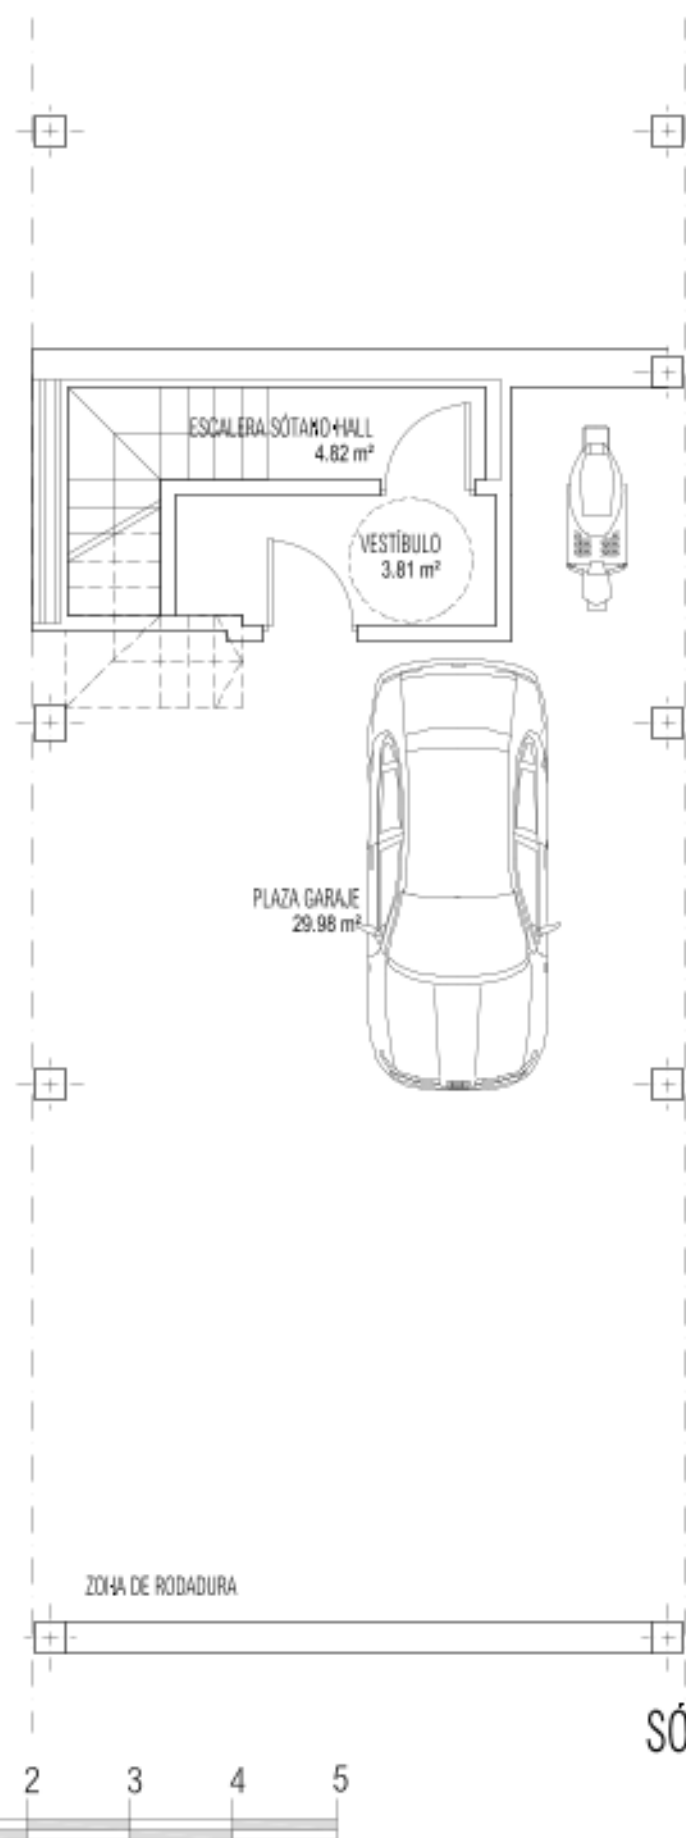 ESCALERA SÓTANO-HALL
4.82 m²
VESTÍBULO
3.81 m²
PLAZA GARAJE
29.98 m²
ZONA DE RODADURA
SÓ
2 3 4 5